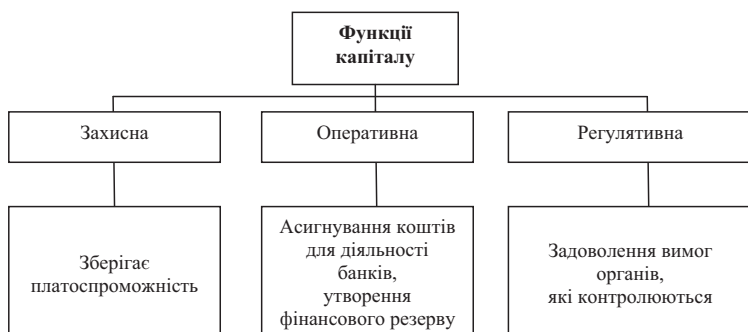 Функції
капіталу
Захисна
Оперативна
Регулятивна
Зберігає
платоспроможність
Асигнування коштів
для діяльності
банків,
утворення
фінансового резерву
Задоволення вимог
органів,
які контролюються